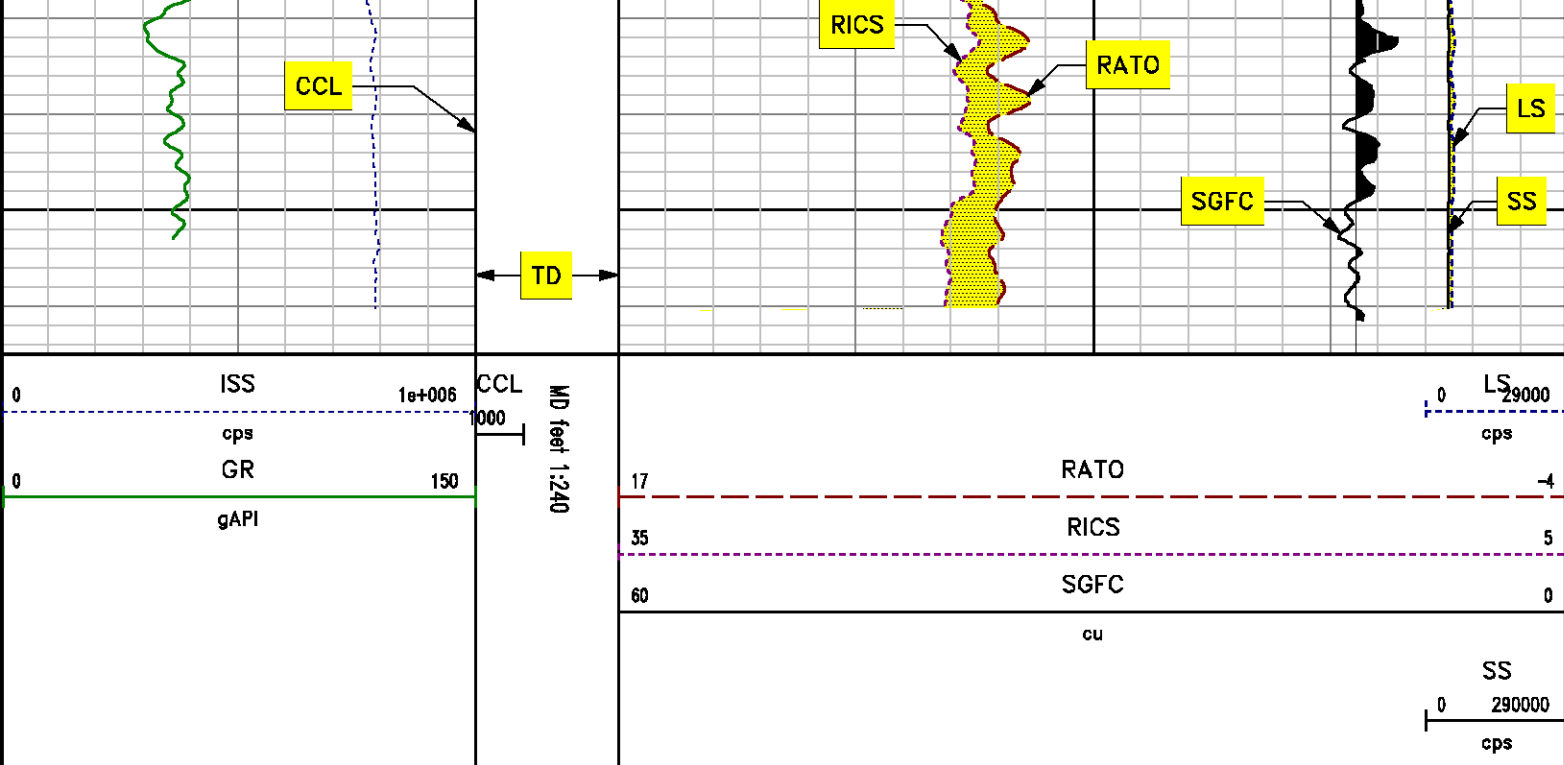 RICS
RATO
CCL
LS
SGFC
SS
TD
ISS
0 1e+006
cps
GR
0 150
gAPI
CCL
1000
MD feet 1:240
LS
0 29000
cps
RATO
17 -4
RICS
35 5
SGFC
60 0
cu
SS
0 290000
cps